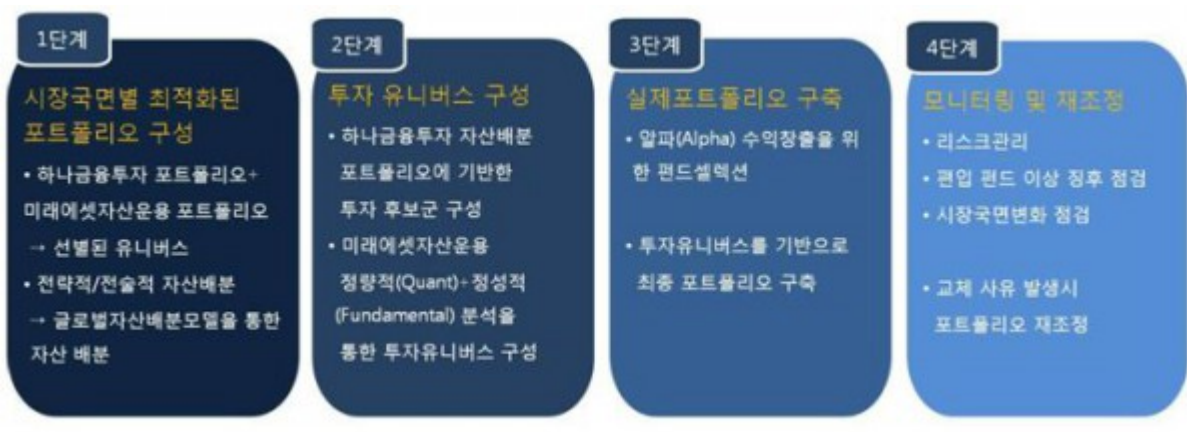 1단계
시장국면별 최적화된
포트폴리오 구성
• 하나금융투자 포트폴리오+
미래에셋자산운용 포트폴리오
→ 선별된 유니버스
• 전략적/전술적 자산배분
→ 글로벌자산배분모델을 통한
자산 배분
2단계
투자 유니버스 구성
• 하나금융투자 자산배분
포트폴리오에 기반한
투자 후보군 구성
• 미래에셋자산운용
정량적(Quant)+정성적
(Fundamental) 분석을
통한 투자유니버스 구성
3단계
실제포트폴리오 구축
• 알파(Alpha) 수익창출을 위
한 펀드셀렉션
• 투자유니버스를 기반으로
최종 포트폴리오 구축
4단계
모니터링 및 재조정
• 리스크관리
• 편입 펀드 이상 징후 점검
• 시장국면변화 점검
• 교체 사유 발생시
포트폴리오 재조정